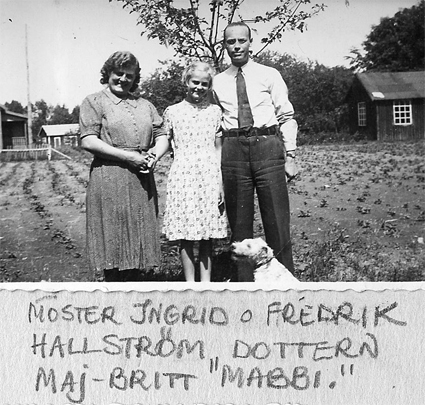 MOSTER INGRID o FREDRIK
HALLSTRÖM, DOTTERN
MAJ-BRITT "MABBI."